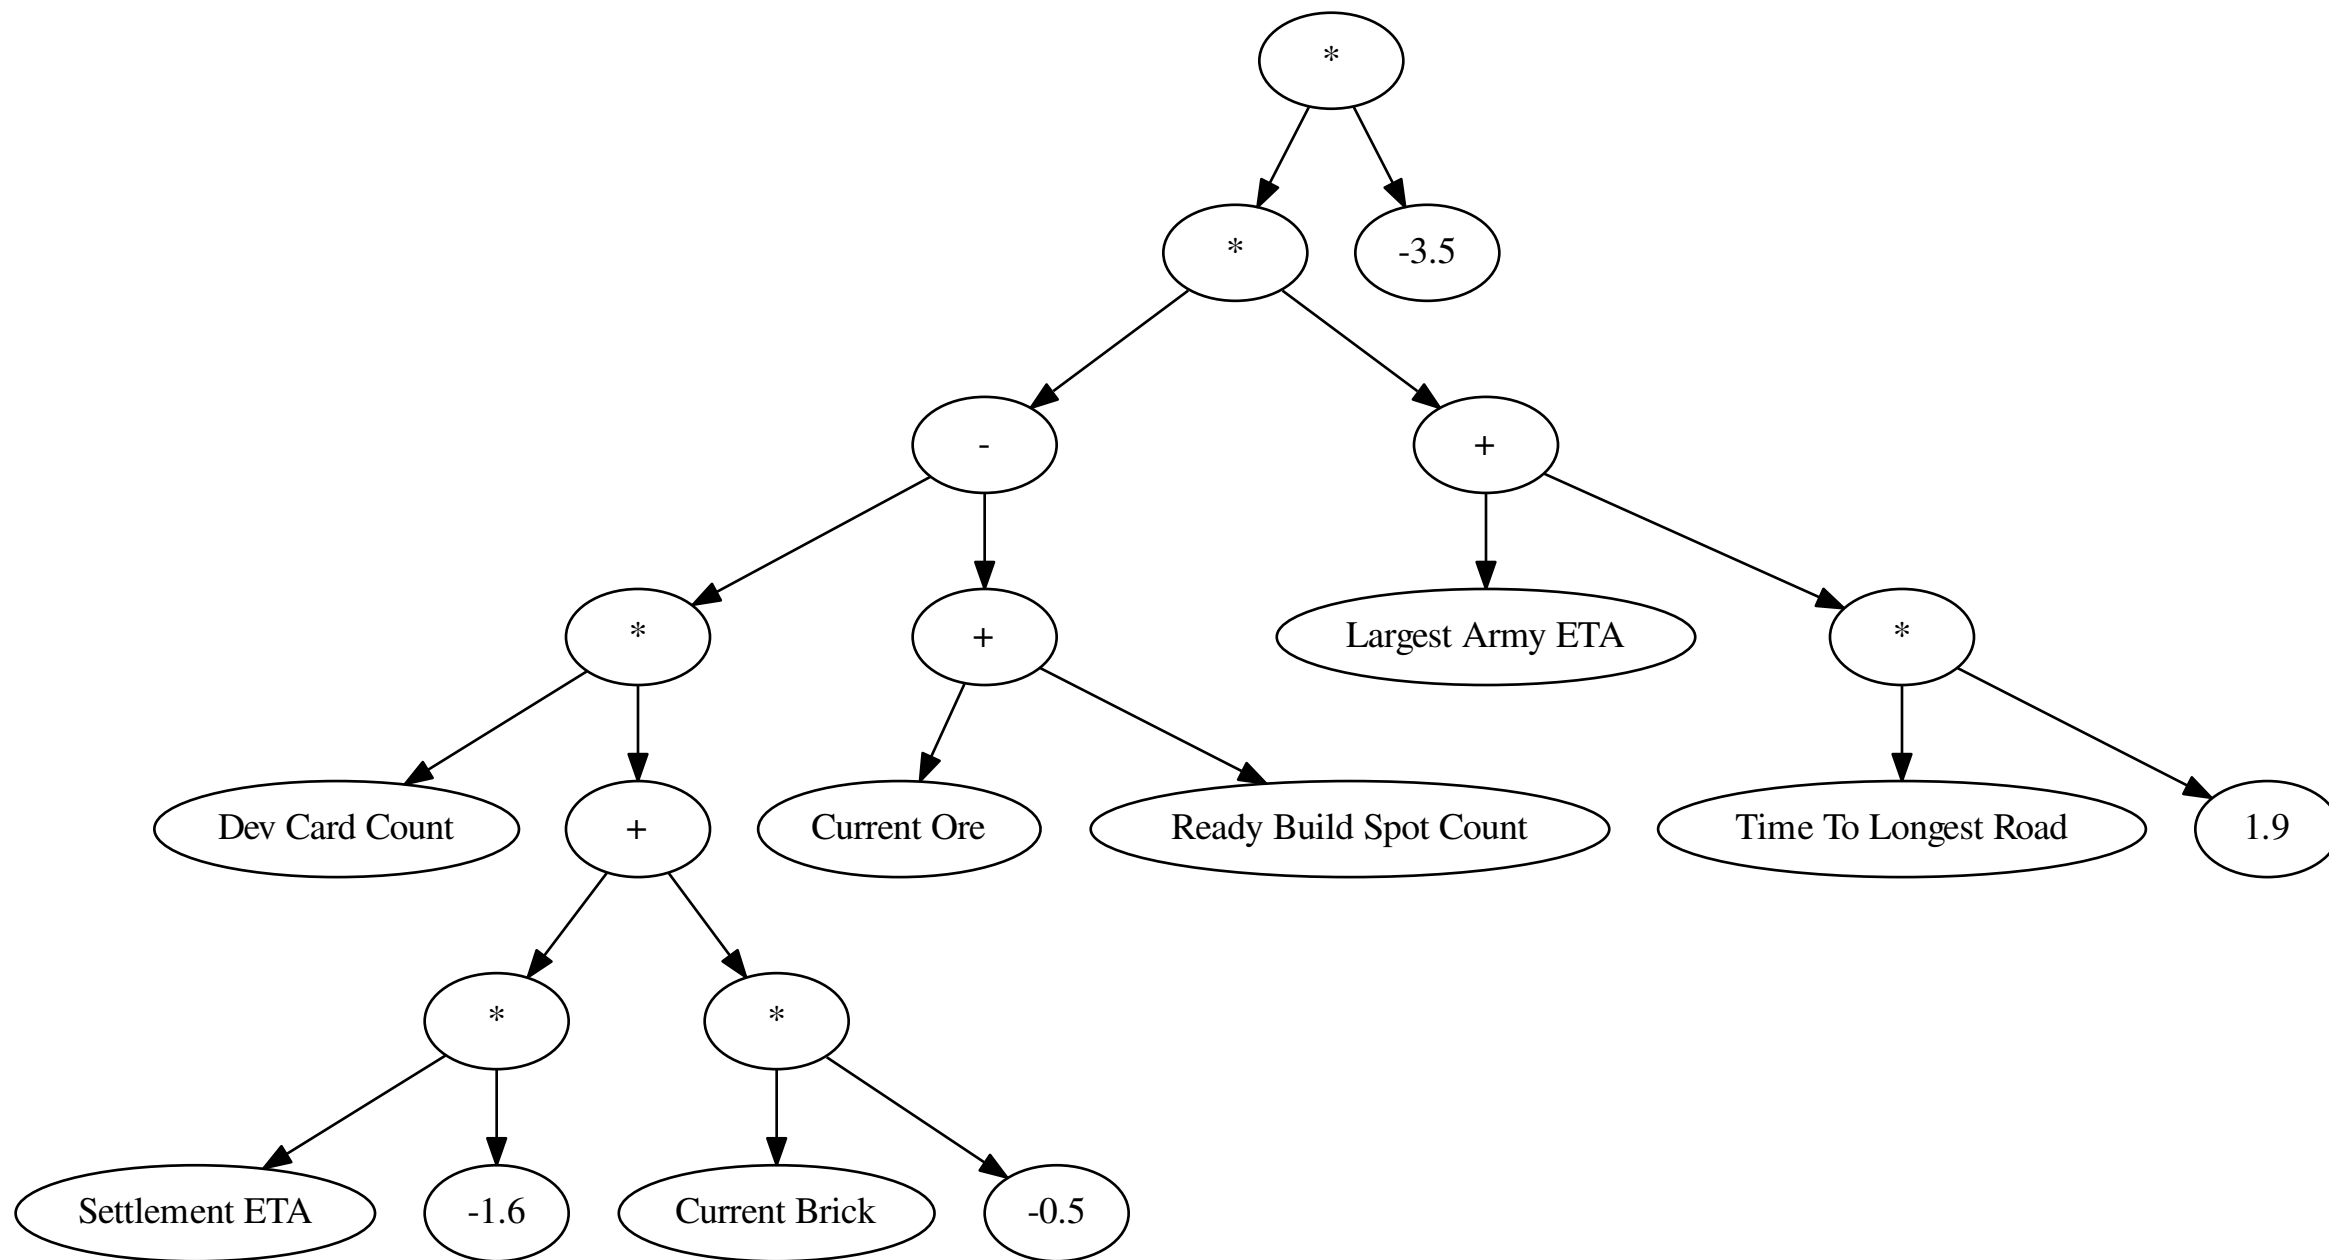 *
*
-3.5
-
+
*
+
Largest Army ETA
*
Dev Card Count
+
Current Ore
Ready Build Spot Count
Time To Longest Road
1.9
*
*
Settlement ETA
-1.6
Current Brick
-0.5